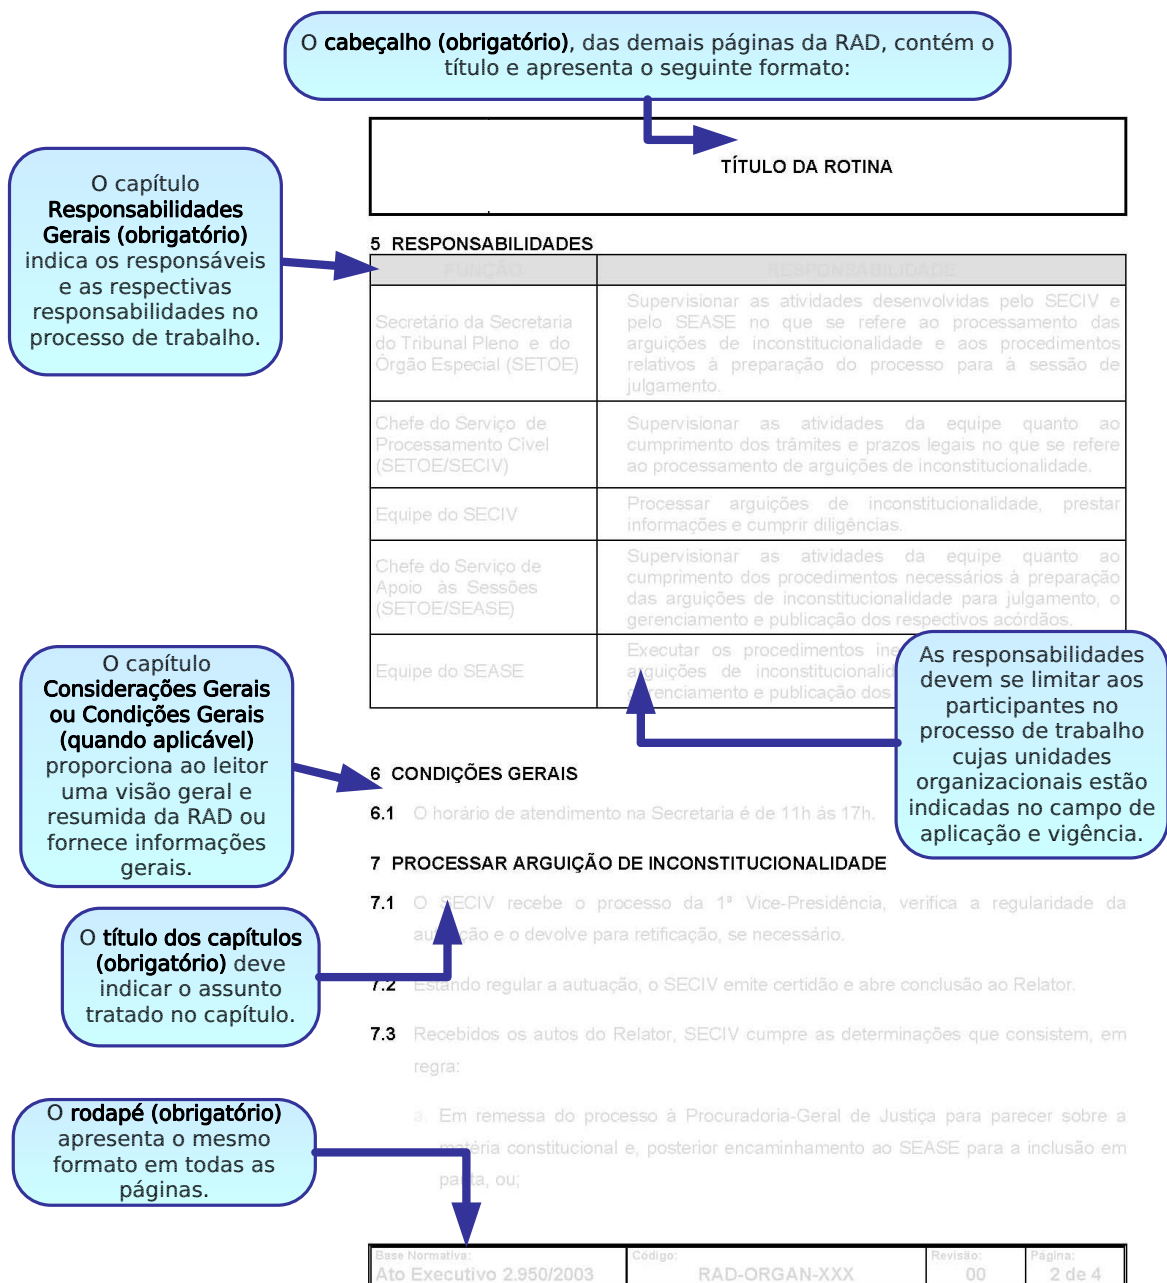 O cabeçalho (obrigatório), das demais páginas da RAD, contém o
título e apresenta o seguinte formato:
TÍTULO DA ROTINA
O capítulo
Responsabilidades
Gerais (obrigatório)
indica os responsáveis
e as respectivas
responsabilidades no
processo de trabalho.
5 RESPONSABILIDADES
FUNÇÃO
RESPONSABILIDADE
Secretário da Secretaria
do Tribunal Pleno e do
Órgão Especial (SETOE)
Supervisionar as atividades desenvolvidas pelo SECIV e
pelo SEASE no que se refere ao processamento das
arguições de inconstitucionalidade e aos procedimentos
relativos à preparação do processo para à sessão de
julgamento.
Chefe do Serviço de
Processamento Cível
(SETOE/SECIV)
Supervisionar as atividades da equipe quanto ao
cumprimento dos trâmites e prazos legais no que se refere
ao processamento de arguições de inconstitucionalidade.
Equipe do SECIV
Processar arguições de inconstitucionalidade, prestar
informações e cumprir diligências.
Chefe do Serviço de
Apoio às Sessões
(SETOE/SEASE)
Supervisionar as atividades da equipe quanto ao
cumprimento dos procedimentos necessários à preparação
das arguições de inconstitucionalidade para julgamento, o
gerenciamento e publicação dos respectivos acórdãos.
Equipe do SEASE
Executar os procedimentos
arguições de
gerenciamento e publicação dos
As responsabilidades
devem se limitar aos
participantes no
processo de trabalho
cujas unidades
organizacionais estão
indicadas no campo de
aplicação e vigência.
O capítulo
Considerações Gerais
ou Condições Gerais
(quando aplicável)
proporciona ao leitor
uma visão geral e
resumida da RAD ou
fornece informações
gerais.
6 CONDIÇÕES GERAIS
6.1 O horário de atendimento na Secretaria é de 11h ás 17h.
7 PROCESSAR ARGUIÇÃO DE INCONSTITUCIONALIDADE
7.1 O SECIV recebe o processo da 1ª Vice-Presidência, verifica a regularidade da
autuação e o devolve para retificação, se necessário.
O título dos capítulos
(obrigatório) deve
indicar o assunto
tratado no capítulo.
7.2 Estando regular a autuação, o SECIV emite certidão e abre conclusão ao Relator.
7.3 Recebidos os autos do Relator, SECIV cumpre as determinações que consistem, em
regra:
a. Em remessa do processo à Procuradoria-Geral de Justiça para parecer sobre a
matéria constitucional e, posterior encaminhamento ao SEASE para a inclusão em
pauta, ou;
O rodapé (obrigatório)
apresenta o mesmo
formato em todas as
páginas.
Base Normativa:
Ato Executivo 2.950/2003
Código:
RAD-ORGAN-XXX
Revisão:
00
Página:
2 de 4